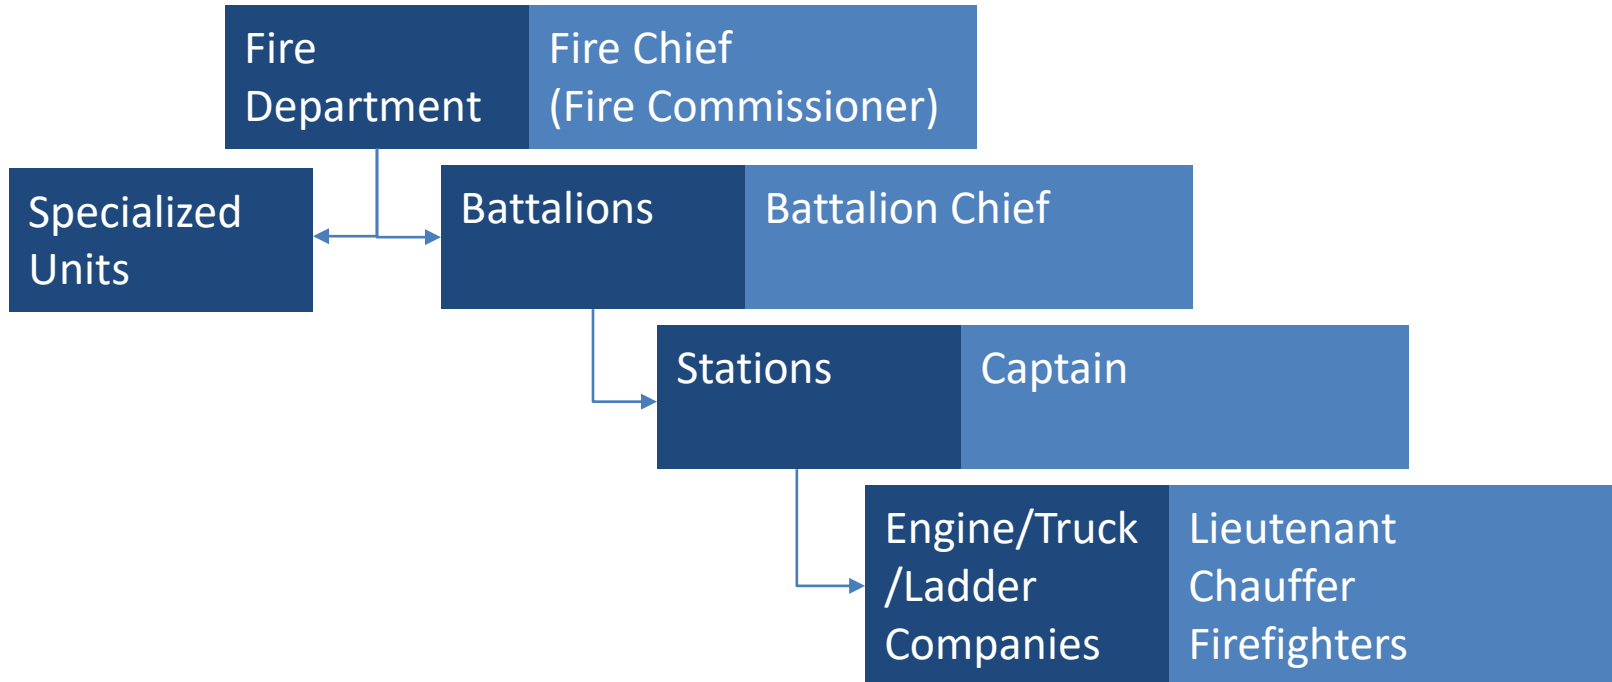 Fire
Department
Fire Chief
(Fire Commissioner)
Specialized
Units
Battalions
Battalion Chief
Stations
Captain
Engine/Truck
/Ladder
Companies
Lieutenant
Chauffer
Firefighters